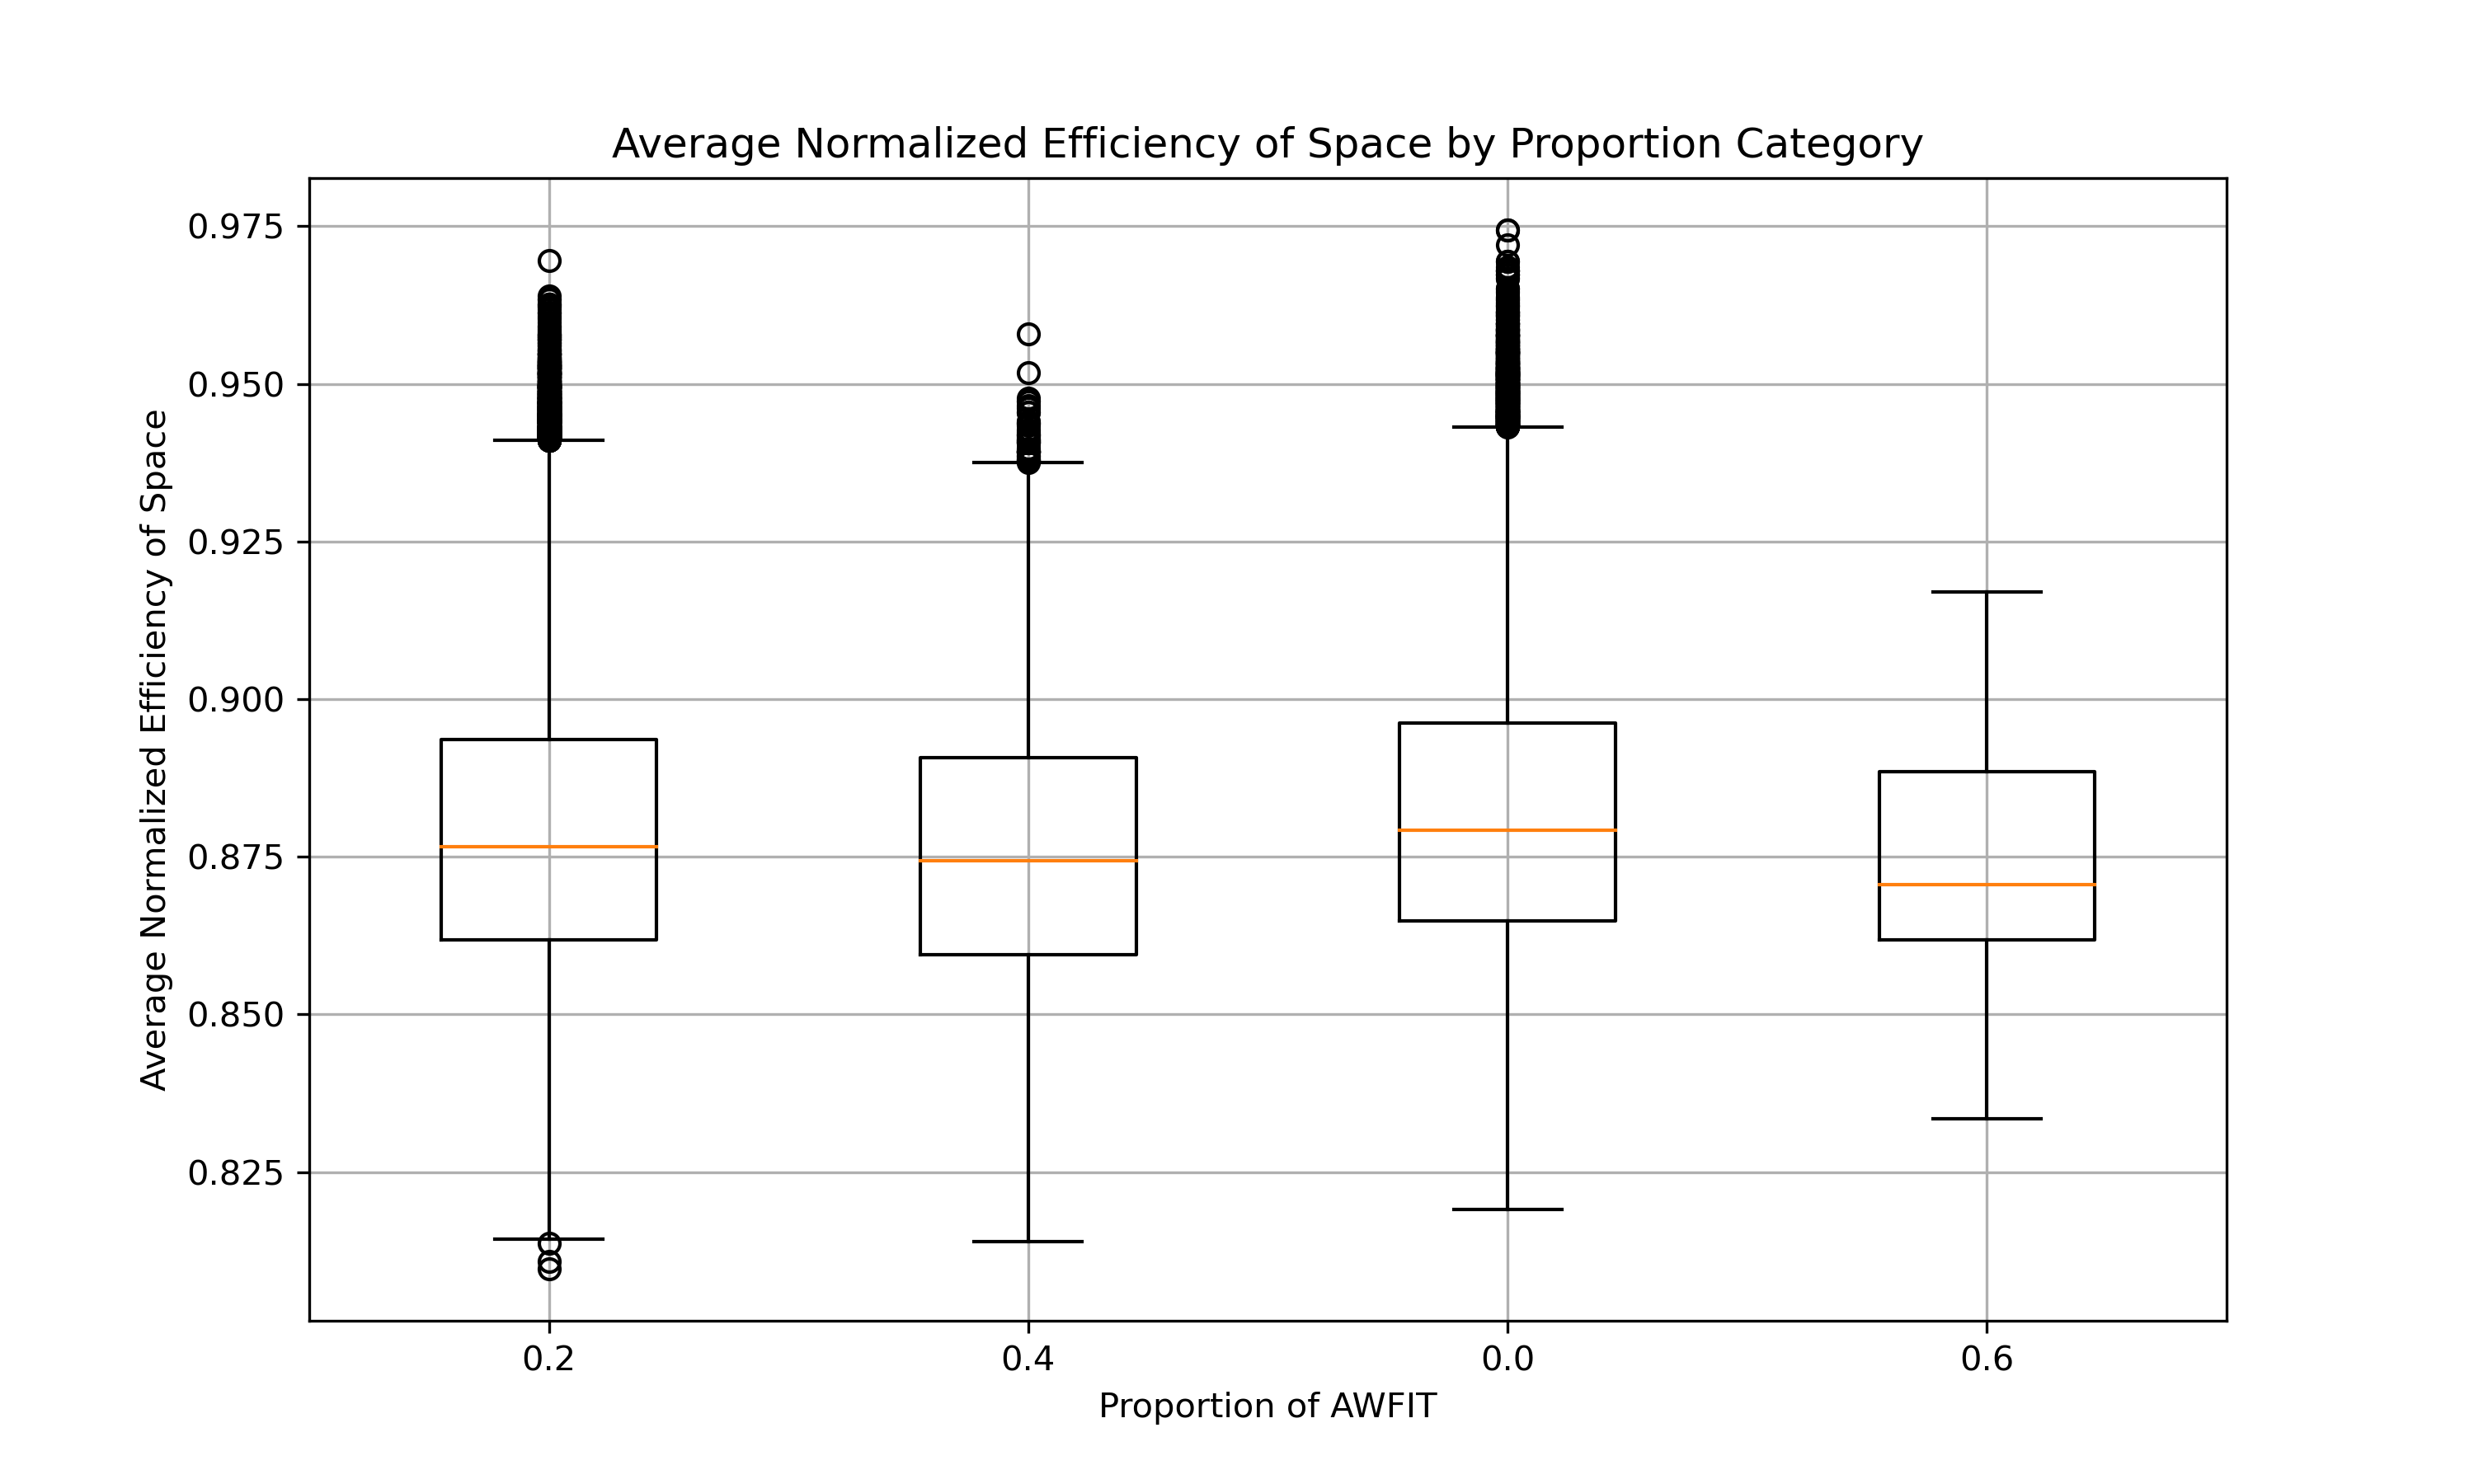 Average Normalized Efficiency of Space by Proportion Category
Average Normalized Efficiency of Space
0.975
0.950
0.925
0.900
0.875
0.850
0.825
0.2 0.4 0.0 0.6
Proportion of AWFIT